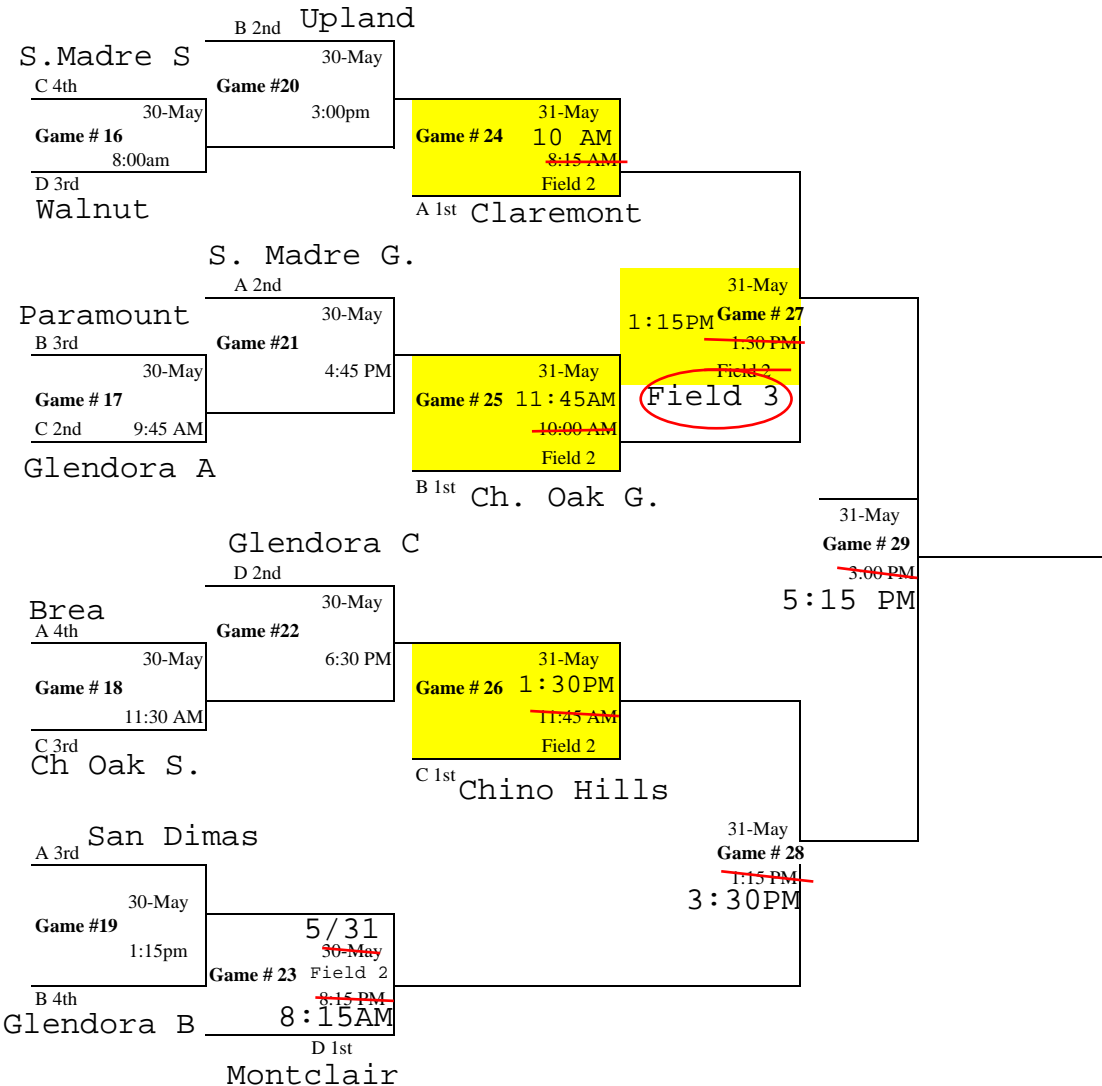 B 2nd Upland
S.Madre S
30-May
C 4th
Game #20
30-May
3:00pm
Game # 16
8:00am
D 3rd
Walnut
31-May
Game # 24 10 AM
8:15 AM
Field 2
A 1st Claremont
S. Madre G.
A 2nd
Paramount
30-May
B 3rd
Game #21
30-May
4:45 PM
Game # 17
C 2nd 9:45 AM
Glendora A
31-May
Game # 25 11:45AM
10:00 AM
Field 2
B 1st Ch. Oak G.
31-May
1:15PM Game # 27
1:30 PM
Field 2
Field 3
31-May
Game # 29
3:00 PM
5:15 PM
Glendora C
D 2nd
Brea
30-May
A 4th
Game #22
30-May
6:30 PM
Game # 18
11:30 AM
C 3rd
Ch Oak S.
31-May
Game # 26 1:30PM
11:45 AM
Field 2
C 1st Chino Hills
San Dimas
A 3rd
31-May
Game # 28
1:15 PM
3:30PM
30-May
Game #19
1:15pm
B 4th
Glendora B
5/31
30-May
Game # 23 Field 2
8:15 PM
8:15AM
D 1st
Montclair